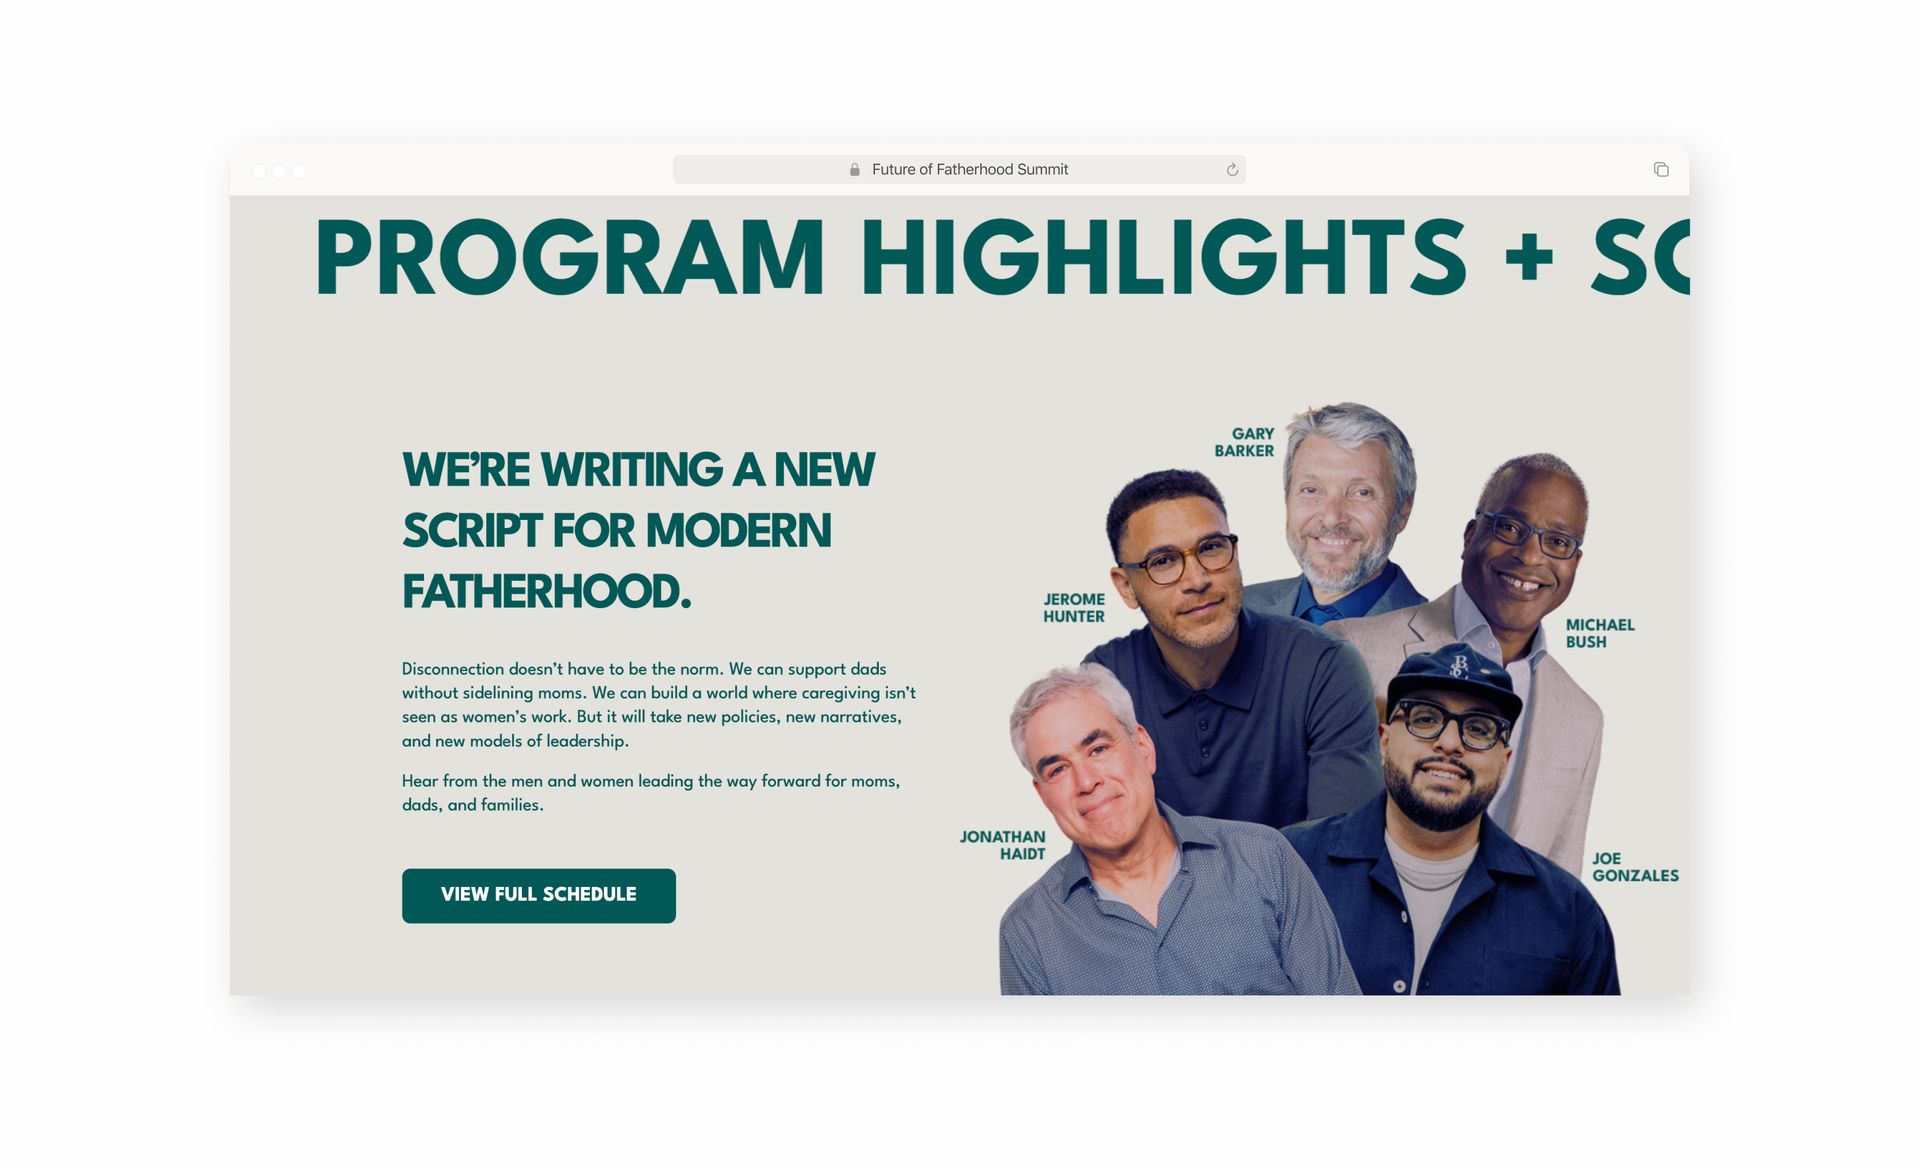 Future of Fatherhood Summit
PROGRAM HIGHLIGHTS + SC
WE’RE WRITING A NEW
SCRIPT FOR MODERN
FATHERHOOD.
Disconnection doesn’t have to be the norm. We can support dads
without sidelining moms. We can build a world where caregiving isn’t
seen as women’s work. But it will take new policies, new narratives,
and new models of leadership.
Hear from the men and women leading the way forward for moms,
dads, and families.
VIEW FULL SCHEDULE
GARY
BARKER
JEROME
HUNTER
MICHAEL
BUSH
JONATHAN
HAIDT
JOE
GONZALES